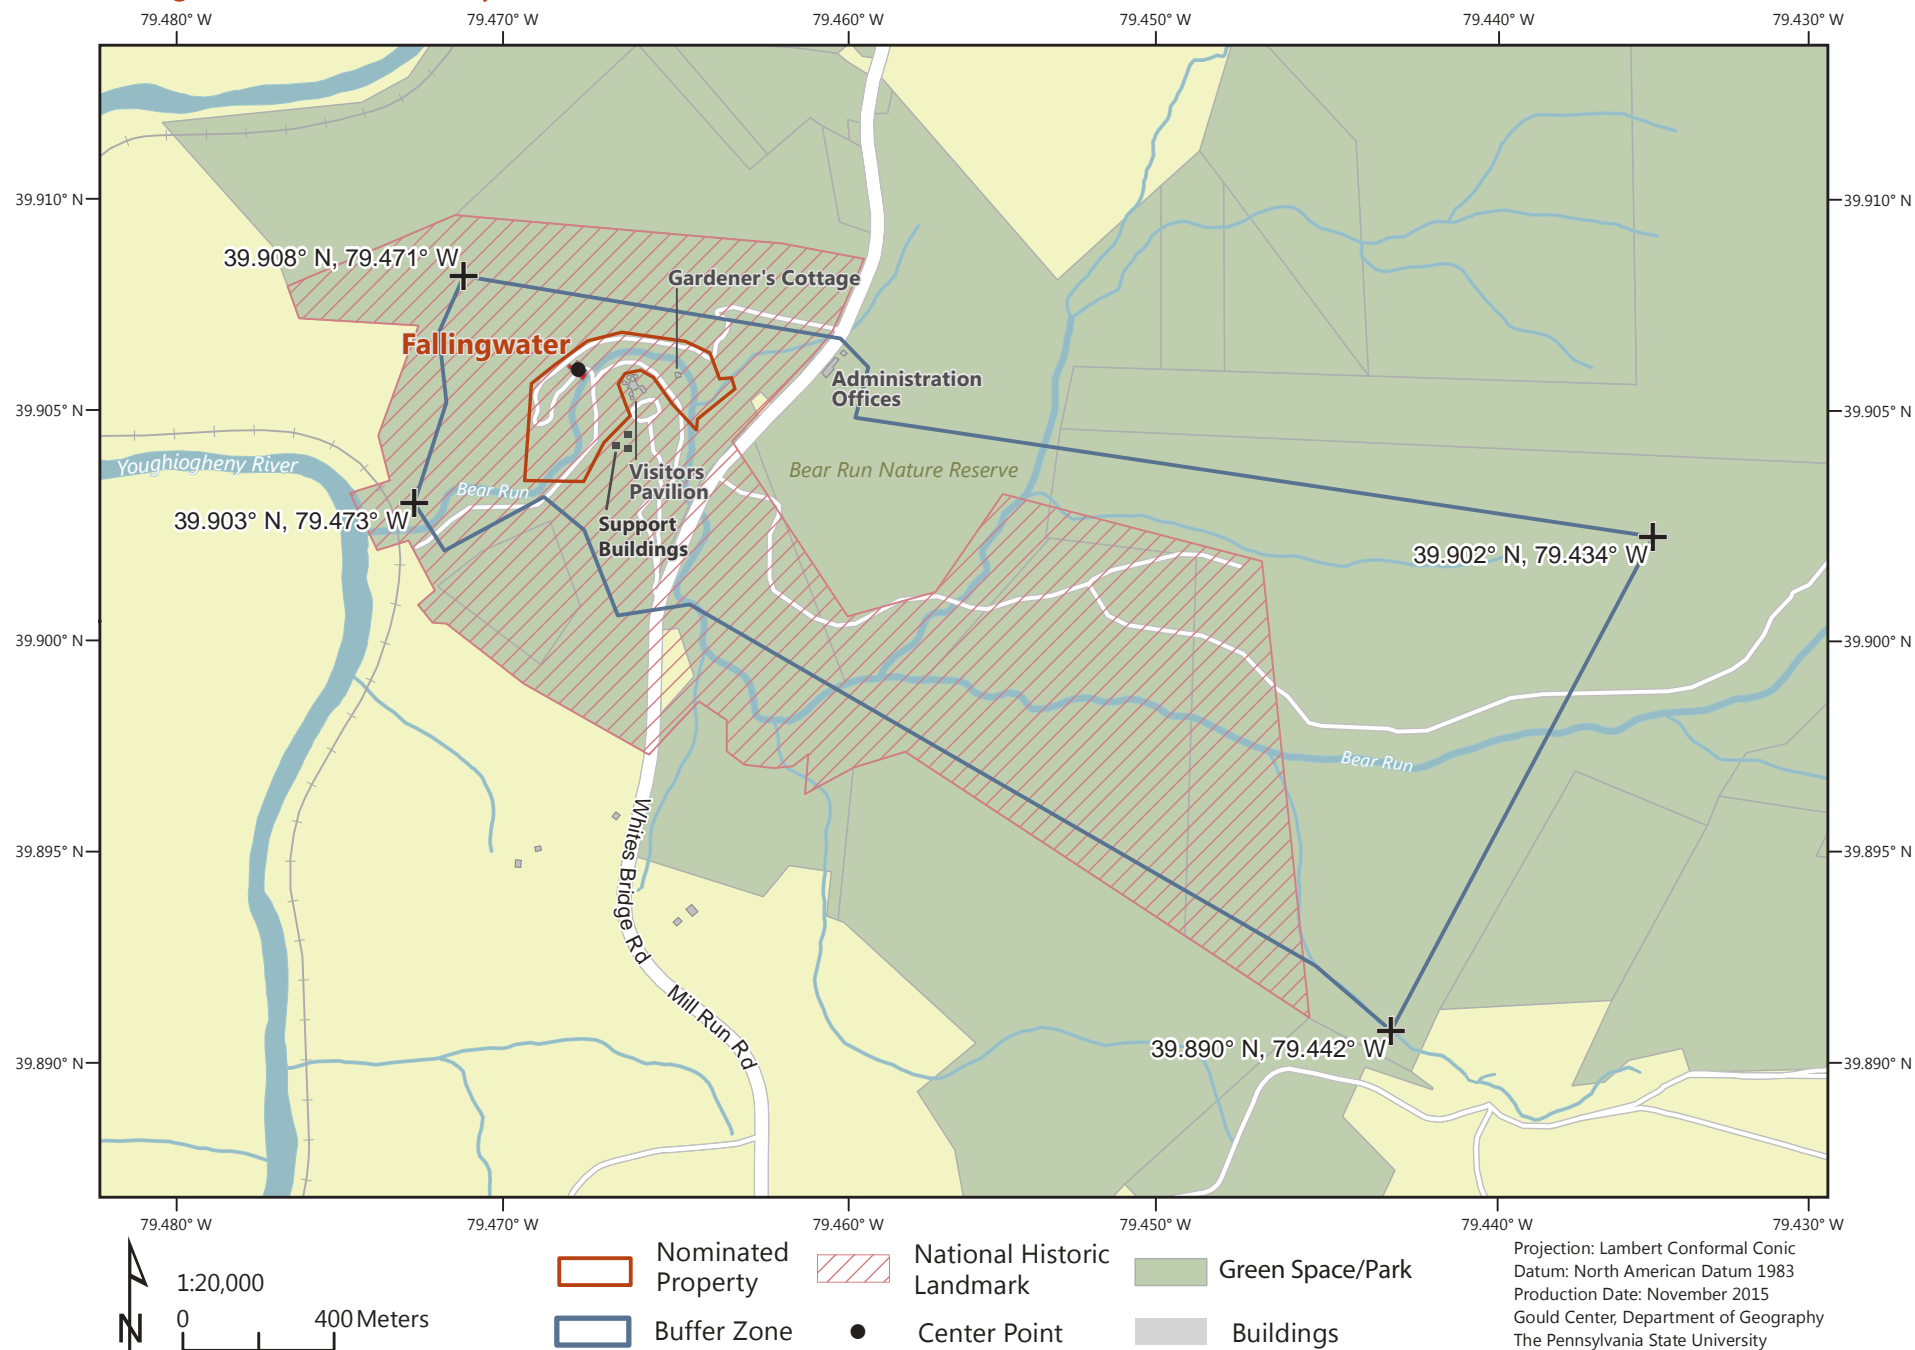 79.480° W
79.470° W
79.460° W
79.450° W
79.440° W
79.430° W
39.910° N
39.910° N
39.908° N, 79.471° W
Gardener's Cottage
Fallingwater
Administration
Offices
39.905° N
39.905° N
Youghiogheny River
Bear Run Nature Reserve
Visitors
Pavilion
Bear Run
39.903° N, 79.473° W
Support
Buildings
39.902° N, 79.434° W
39.900° N
39.900° N
Bear Run
Whites Bridge Rd
39.895° N
39.895° N
Mill Run Rd
39.890° N, 79.442° W
39.890° N
39.890° N
79.480° W
79.470° W
79.460° W
79.450° W
79.440° W
79.430° W
N
1:20,000
0
400 Meters
Nominated
Property
Buffer Zone
National Historic
Landmark
Center Point
Green Space/Park
Buildings
Projection: Lambert Conformal Conic
Datum: North American Datum 1983
Production Date: November 2015
Gould Center, Department of Geography
The Pennsylvania State University